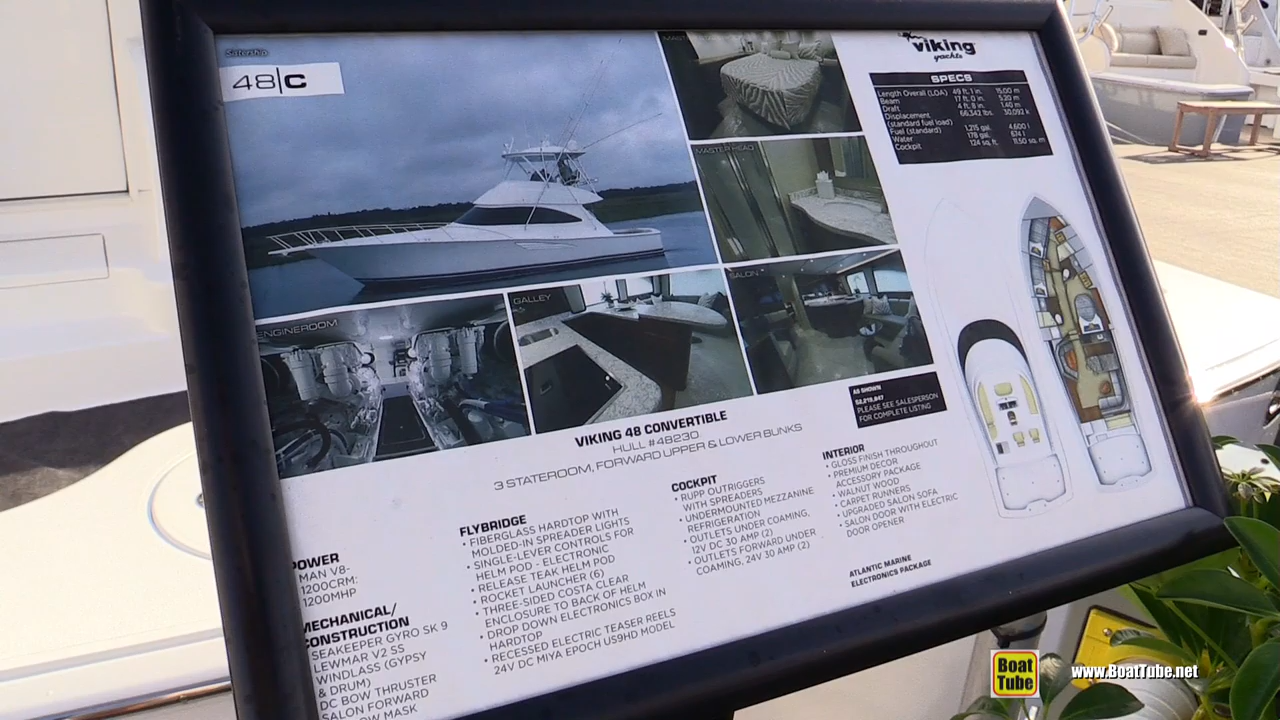 48|C
MASTER HEAD
SALON
GALLEY
ENGINEROOM
viking
yachts
SPECS
Length Overall (LOA) 49 ft. 1 in. 15.00 m
Beam 17 ft. 0 in. 5.20 m
Draft 4 ft. 8 in. 1.40 m
Displacement 66,342 lbs. 30,092 k
(standard fuel load)
Fuel (standard) 1,215 gal. 4,600 l
Water 178 gal. 674 l
Cockpit 124 sq. ft. 11.50 sq. m
AS SHOWN
PLEASE SEE SALESPERSON
FOR COMPLETE LISTING
VIKING 48 CONVERTIBLE
HULL #48230
3 STATEROOM, FORWARD UPPER & LOWER BUNKS
POWER
MAN V8-
1200CRM:
1200MHP
MECHANICAL/
CONSTRUCTION
SEAKEEPER GYRO SK 9
LEWMAR V2 SS
WINDLASS (GYPSY
& DRUM)
DC BOW THRUSTER
SALON FORWARD
MASK
FLYBRIDGE
• FIBERGLASS HARDTOP WITH
MOLDED-IN SPREADER LIGHTS
• SINGLE-LEVER CONTROLS FOR
HELM POD - ELECTRONIC
• RELEASE TEAK HELM POD
• ROCKET LAUNCHER (6)
• THREE-SIDED COSTA CLEAR
ENCLOSURE TO BACK OF HELM
• DROP DOWN ELECTRONICS BOX IN
HARDTOP
• RECESSED ELECTRIC TEASER REELS
24V DC MIYA EPOCH US9HD MODEL
COCKPIT
• RUPP OUTRIGGERS
WITH SPREADERS
• UNDERMOUNTED MEZZANINE
REFRIGERATION
• OUTLETS UNDER COAMING,
12V DC 30 AMP (2)
• OUTLETS FORWARD UNDER
COAMING, 24V 30 AMP (2)
INTERIOR
• GLOSS FINISH THROUGHOUT
• PREMIUM DECOR
ACCESSORY PACKAGE
• WALNUT WOOD
• CARPET RUNNERS
• UPGRADED SALON SOFA
• SALON DOOR WITH ELECTRIC
DOOR OPENER
ATLANTIC MARINE
ELECTRONICS PACKAGE
Boat
Tube
www.BoatTube.net